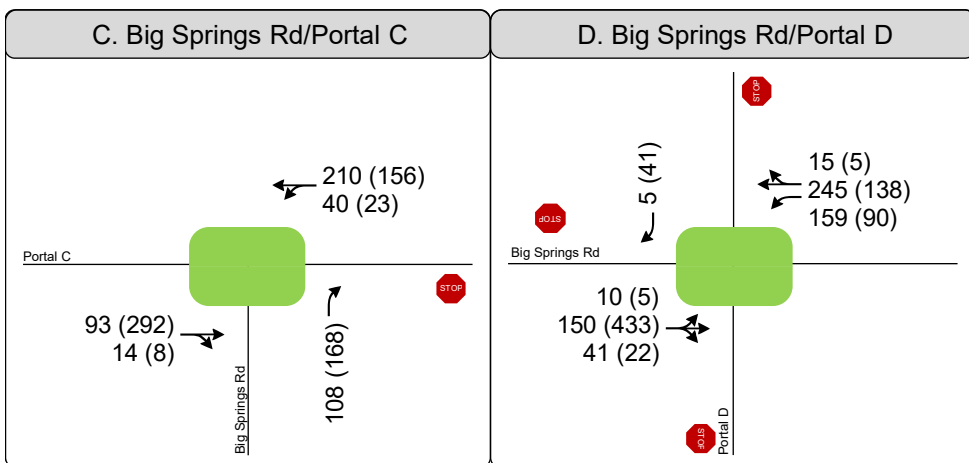 C. Big Springs Rd/Portal C
210 (156)
40 (23)
Portal C
STOP
93 (292)
14 (8)
108 (168)
Big Springs Rd
D. Big Springs Rd/Portal D
STOP
15 (5)
245 (138)
159 (90)
5 (41)
STOP
Big Springs Rd
10 (5)
150 (433)
41 (22)
Portal D
STOP